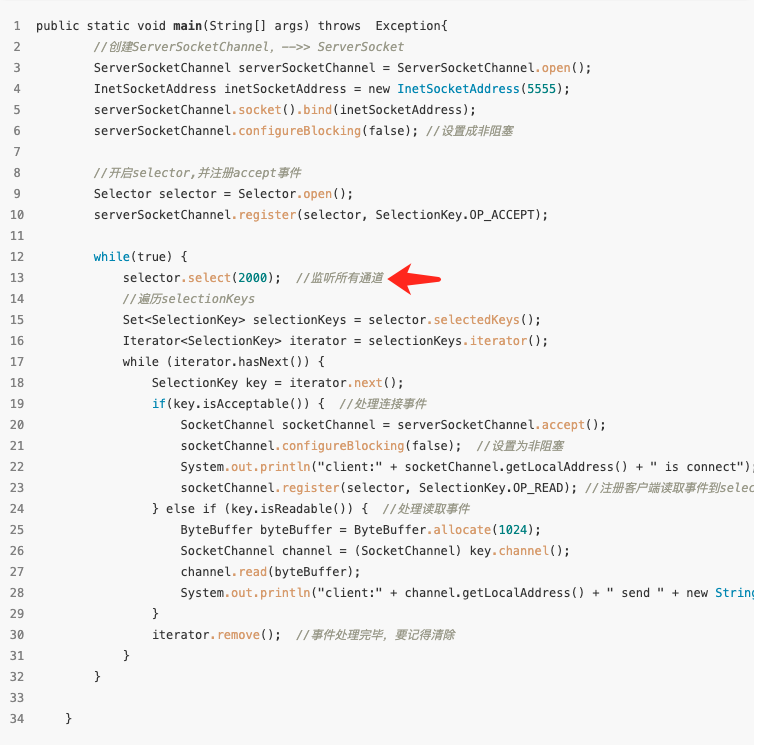 1 public static void main(String[] args) throws  Exception{
2         //创建ServerSocketChannel，-->> ServerSocket
3         ServerSocketChannel serverSocketChannel = ServerSocketChannel.open();
4         InetSocketAddress inetSocketAddress = new InetSocketAddress(5555);
5         serverSocketChannel.socket().bind(inetSocketAddress);
6         serverSocketChannel.configureBlocking(false); //设置成非阻塞
7
8         //开启selector,并注册accept事件
9         Selector selector = Selector.open();
10         serverSocketChannel.register(selector, SelectionKey.OP_ACCEPT);
11
12         while(true) {
13             selector.select(2000);  //监听所有通道
14             //遍历selectionKeys
15             Set<SelectionKey> selectionKeys = selector.selectedKeys();
16             Iterator<SelectionKey> iterator = selectionKeys.iterator();
17             while (iterator.hasNext()) {
18                 SelectionKey key = iterator.next();
19                 if(key.isAcceptable()) {  //处理连接事件
20                     SocketChannel socketChannel = serverSocketChannel.accept();
21                     socketChannel.configureBlocking(false);  //设置为非阻塞
22                     System.out.println("client:" + socketChannel.getLocalAddress() + " is connect");
23                     socketChannel.register(selector, SelectionKey.OP_READ); //注册客户端读取事件到selec
24                 } else if (key.isReadable()) {  //处理读取事件
25                     ByteBuffer byteBuffer = ByteBuffer.allocate(1024);
26                     SocketChannel channel = (SocketChannel) key.channel();
27                     channel.read(byteBuffer);
28                     System.out.println("client:" + channel.getLocalAddress() + " send " + new String
29                 }
30                 iterator.remove();  //事件处理完毕，要记得清除
31             }
32         }
33
34     }